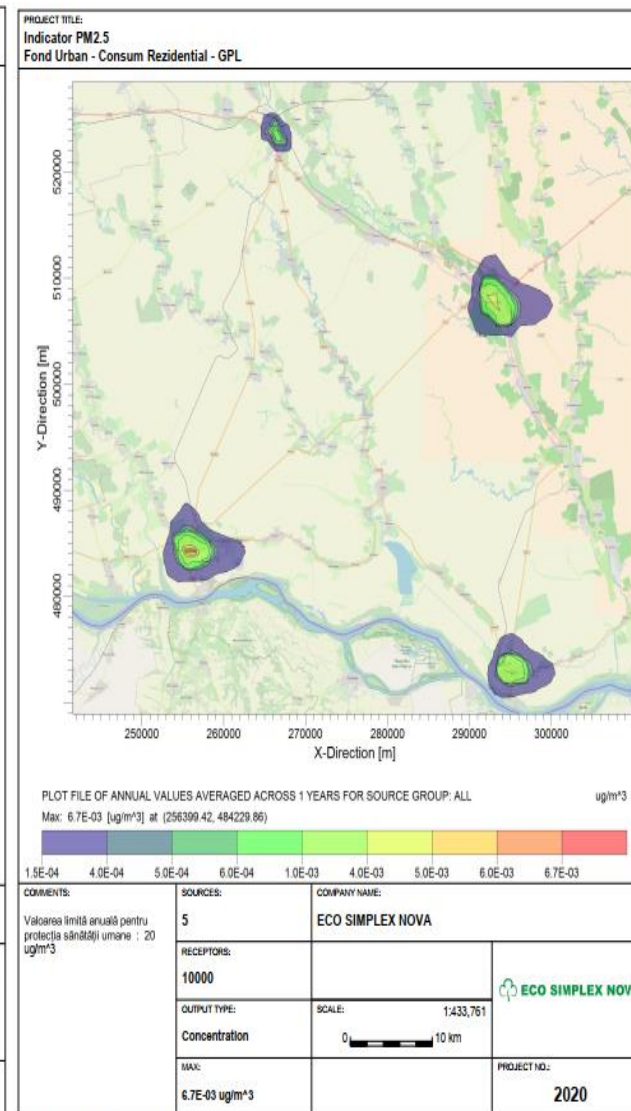 PROJECT TITLE:
Indicator PM2.5
Fond Urban - Consum Rezidential - GPL
Y-Direction [m]
520000
510000
500000
490000
480000
250000
260000
270000
280000
290000
300000
X-Direction [m]
PLOT FILE OF ANNUAL VALUES AVERAGED ACROSS 1 YEARS FOR SOURCE GROUP: ALL
ug/m^3
Max: 6.7E-03 [ug/m^3] at (256399.42, 484229.86)
1.5E-04 4.0E-04 5.0E-04 6.0E-04 1.0E-03 4.0E-03 5.0E-03 6.0E-03 6.7E-03
COMMENTS:
Valoarea limită anuală pentru
protecția sănătății umane : 20
ug/m^3
SOURCES:
5
COMPANY NAME:
ECO SIMPLEX NOVA
RECEPTORS:
10000
OUTPUT TYPE:
Concentration
SCALE:
1:433,761
0
10 km
ECO SIMPLEX NOV
MAX:
6.7E-03 ug/m^3
PROJECT NO.:
2020